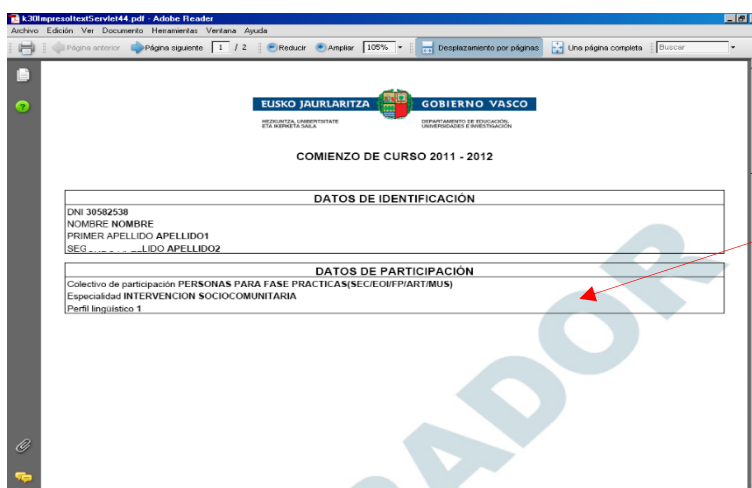 k30ImpresoItextServlet44.pdf - Adobe Reader
Archivo Edición Ver Documento Herramientas Ventana Ayuda
Página anterior Página siguiente 1 / 2 Reducir Ampliar 105% Desplazamiento por páginas Una página completa Buscar
EUSKO JAURLARITZA GOBIERNO VASCO
HEZKUNTZA, UNIBERTSITATE
ETA IKERKETA SAILA
DEPARTAMENTO DE EDUCACIÓN,
UNIVERSIDADES E INVESTIGACIÓN
COMIENZO DE CURSO 2011 - 2012
DATOS DE IDENTIFICACIÓN
DNI 30582538
NOMBRE NOMBRE
PRIMER APELLIDO APELLIDO1
APELLIDO2
DATOS DE PARTICIPACIÓN
Colectivo de participación PERSONAS PARA FASE PRACTICAS(SEC/EOI/FP/ART/MUS)
Especialidad INTERVENCION SOCIOCOMUNITARIA
Perfil lingüístico 1
RADOR